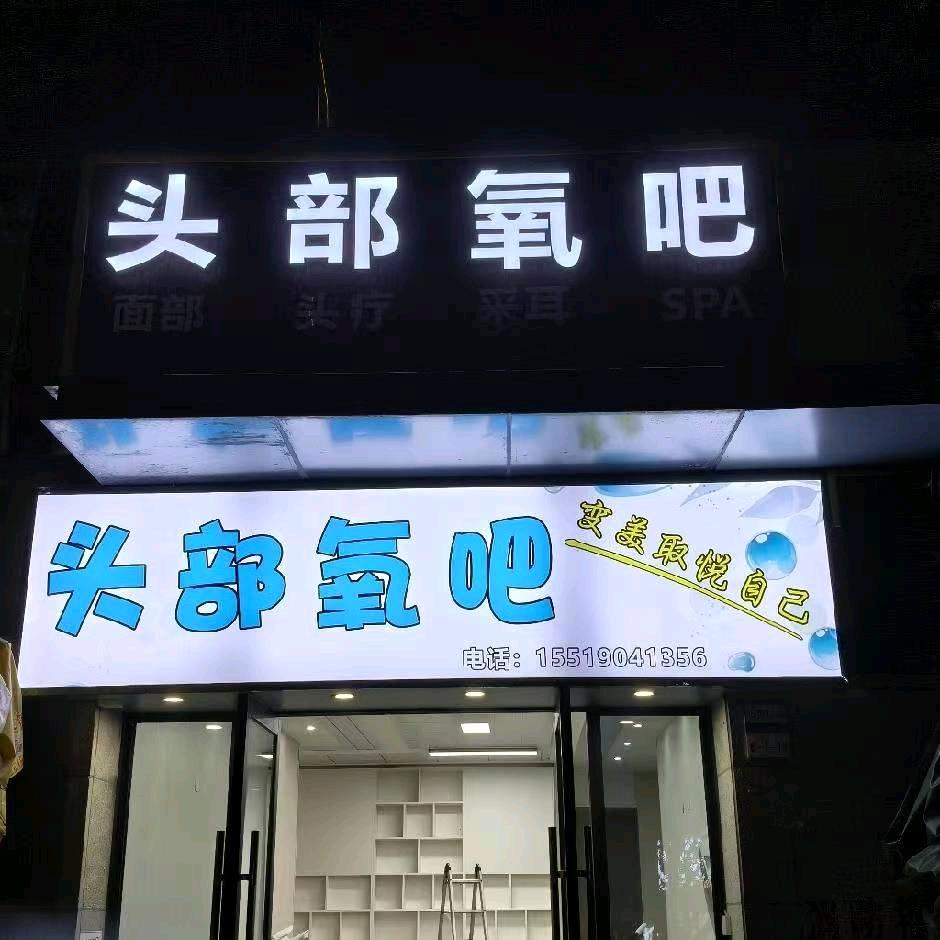 头部氧吧
面部 头疗 采耳 SPA
头部氧吧
变美取悦自己
电话：15519041356